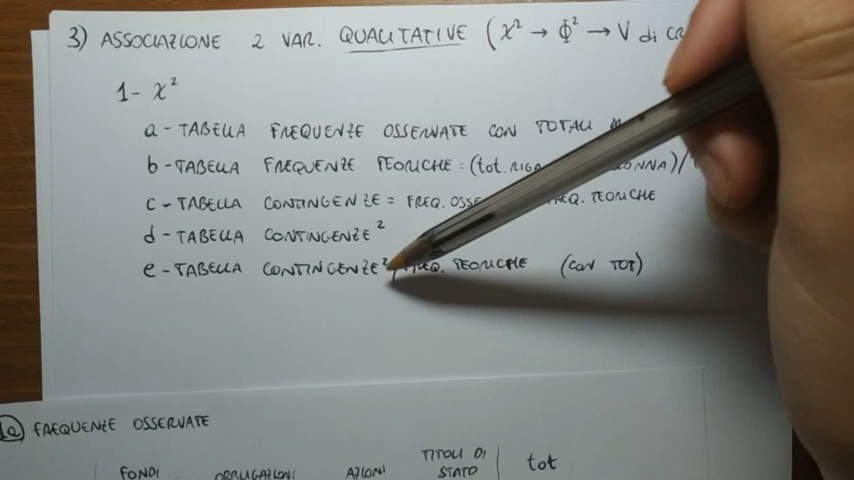 3) ASSOCIAZIONE 2 VAR. QUALITATIVE (χ² → Φ² → V di
1- χ²
a - TABELLA FREQUENZE OSSERVATE CON TOTALI
b - TABELLA FREQUENZE TEORICHE = (tot. RIGA
c - TABELLA CONTINGENZE = FREQ. TEORICHE
d - TABELLA CONTINGENZE²
e - TABELLA CONTINGENZE² / FREQ. TEORICHE (CON TOT)
1a FREQUENZE OSSERVATE
FONDI OBBLIGAZIONI AZIONI TITOLI DI STATO tot